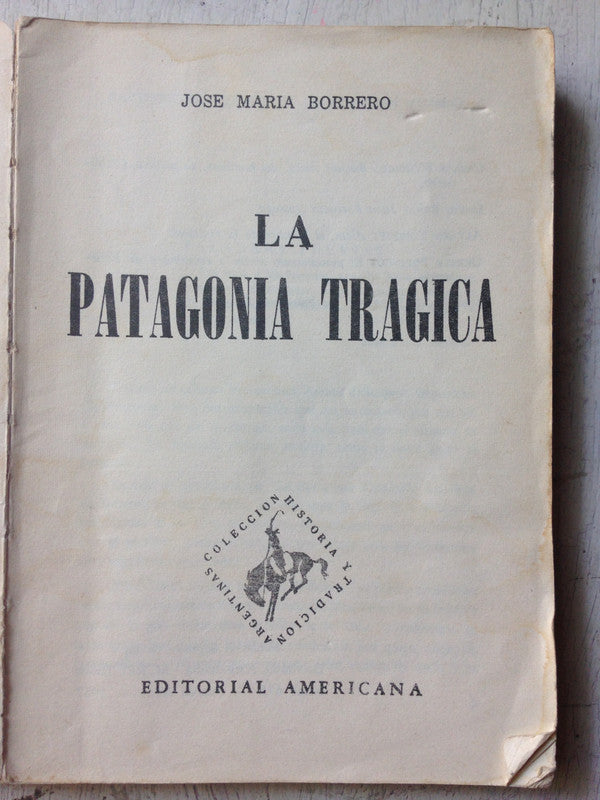 JOSE MARIA BORRERO
LA
PATAGONIA TRAGICA
COLECCION HISTORIA Y TRADICION ARGENTINAS
EDITORIAL AMERICANA